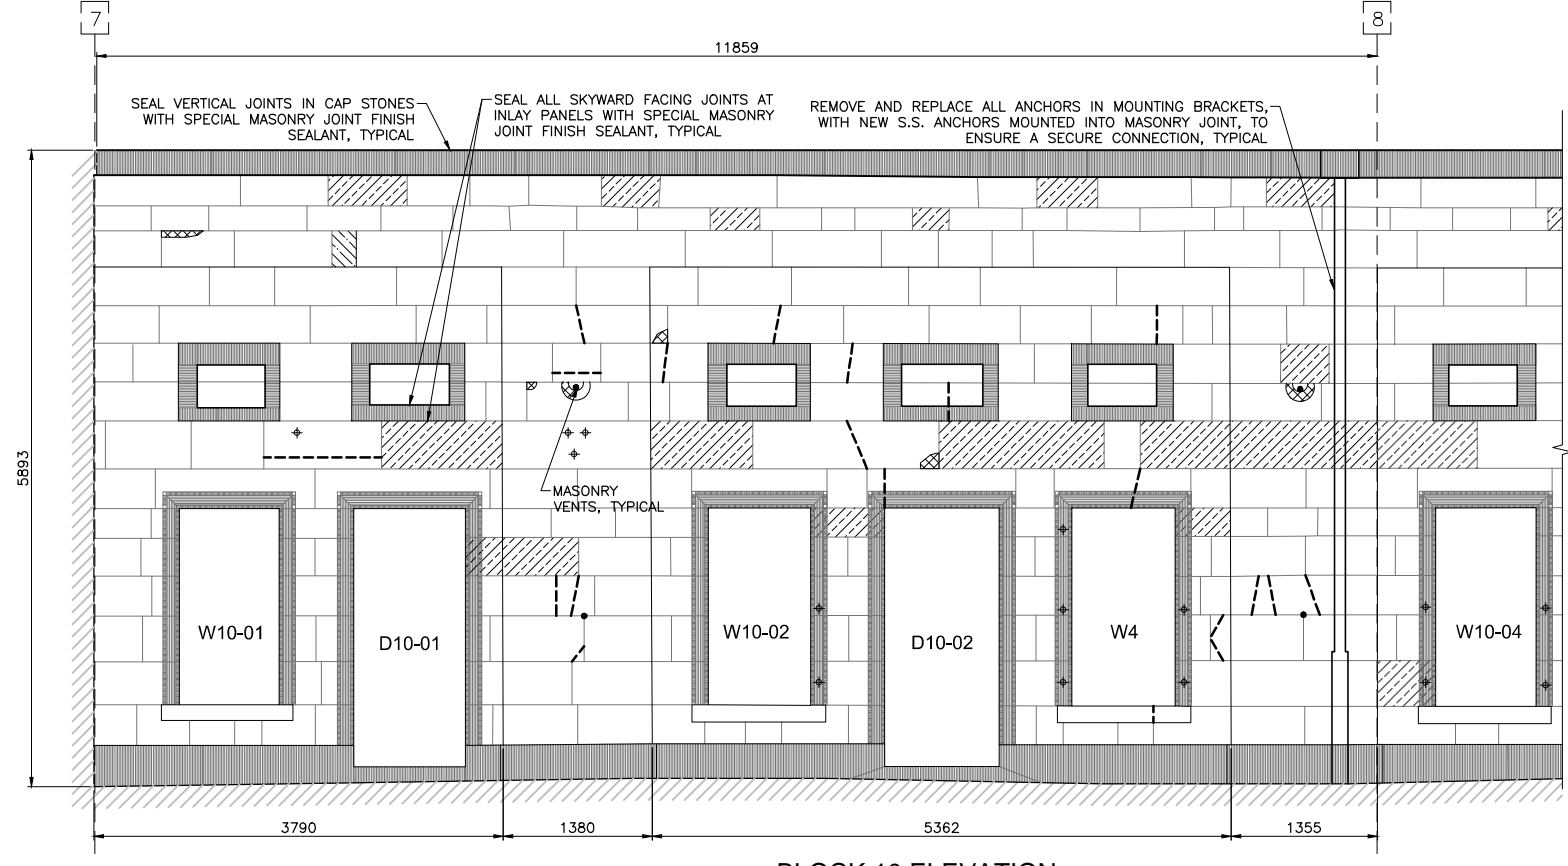 7
8
11859
SEAL VERTICAL JOINTS IN CAP STONES
WITH SPECIAL MASONRY JOINT FINISH
SEALANT, TYPICAL
SEAL ALL SKYWARD FACING JOINTS AT
INLAY PANELS WITH SPECIAL MASONRY
JOINT FINISH SEALANT, TYPICAL
REMOVE AND REPLACE ALL ANCHORS IN MOUNTING BRACKETS,
WITH NEW S.S. ANCHORS MOUNTED INTO MASONRY JOINT, TO
ENSURE A SECURE CONNECTION, TYPICAL
5893
MASONRY
VENTS, TYPICAL
W10-01
D10-01
W10-02
D10-02
W4
W10-04
3790
1380
5362
1355
BLOCK 10 ELEVATION